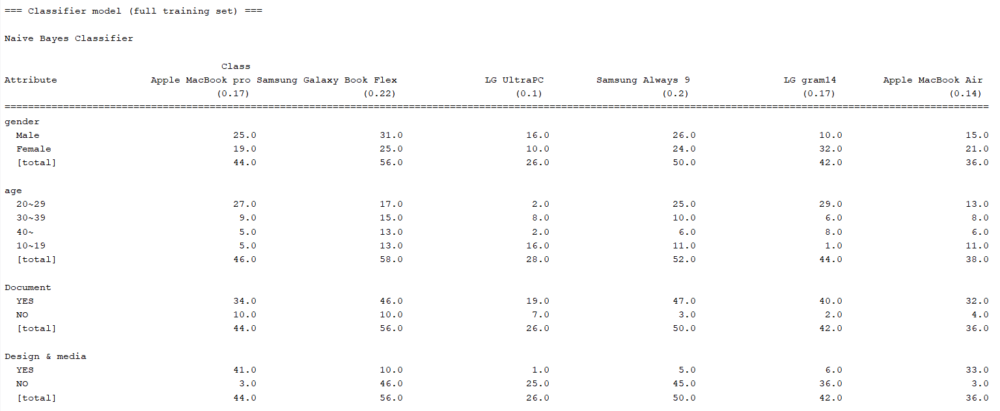 === Classifier model (full training set) ===
Naive Bayes Classifier
Class
Attribute Apple MacBook pro Samsung Galaxy Book Flex LG UltraPC Samsung Always 9 LG gram14 Apple MacBook Air
(0.17) (0.22) (0.1) (0.2) (0.17) (0.14)
================================================================================
gender
Male 25.0 31.0 16.0 26.0 10.0 15.0
Female 19.0 25.0 10.0 24.0 32.0 21.0
[total] 44.0 56.0 26.0 50.0 42.0 36.0
age
20~29 27.0 17.0 2.0 25.0 29.0 13.0
30~39 9.0 15.0 8.0 10.0 6.0 8.0
40~ 5.0 13.0 2.0 6.0 8.0 6.0
10~19 5.0 13.0 16.0 11.0 1.0 11.0
[total] 46.0 58.0 28.0 52.0 44.0 38.0
Document
YES 34.0 46.0 19.0 47.0 40.0 32.0
NO 10.0 10.0 7.0 3.0 2.0 4.0
[total] 44.0 56.0 26.0 50.0 42.0 36.0
Design & media
YES 41.0 10.0 1.0 5.0 6.0 33.0
NO 3.0 46.0 25.0 45.0 36.0 3.0
[total] 44.0 56.0 26.0 50.0 42.0 36.0